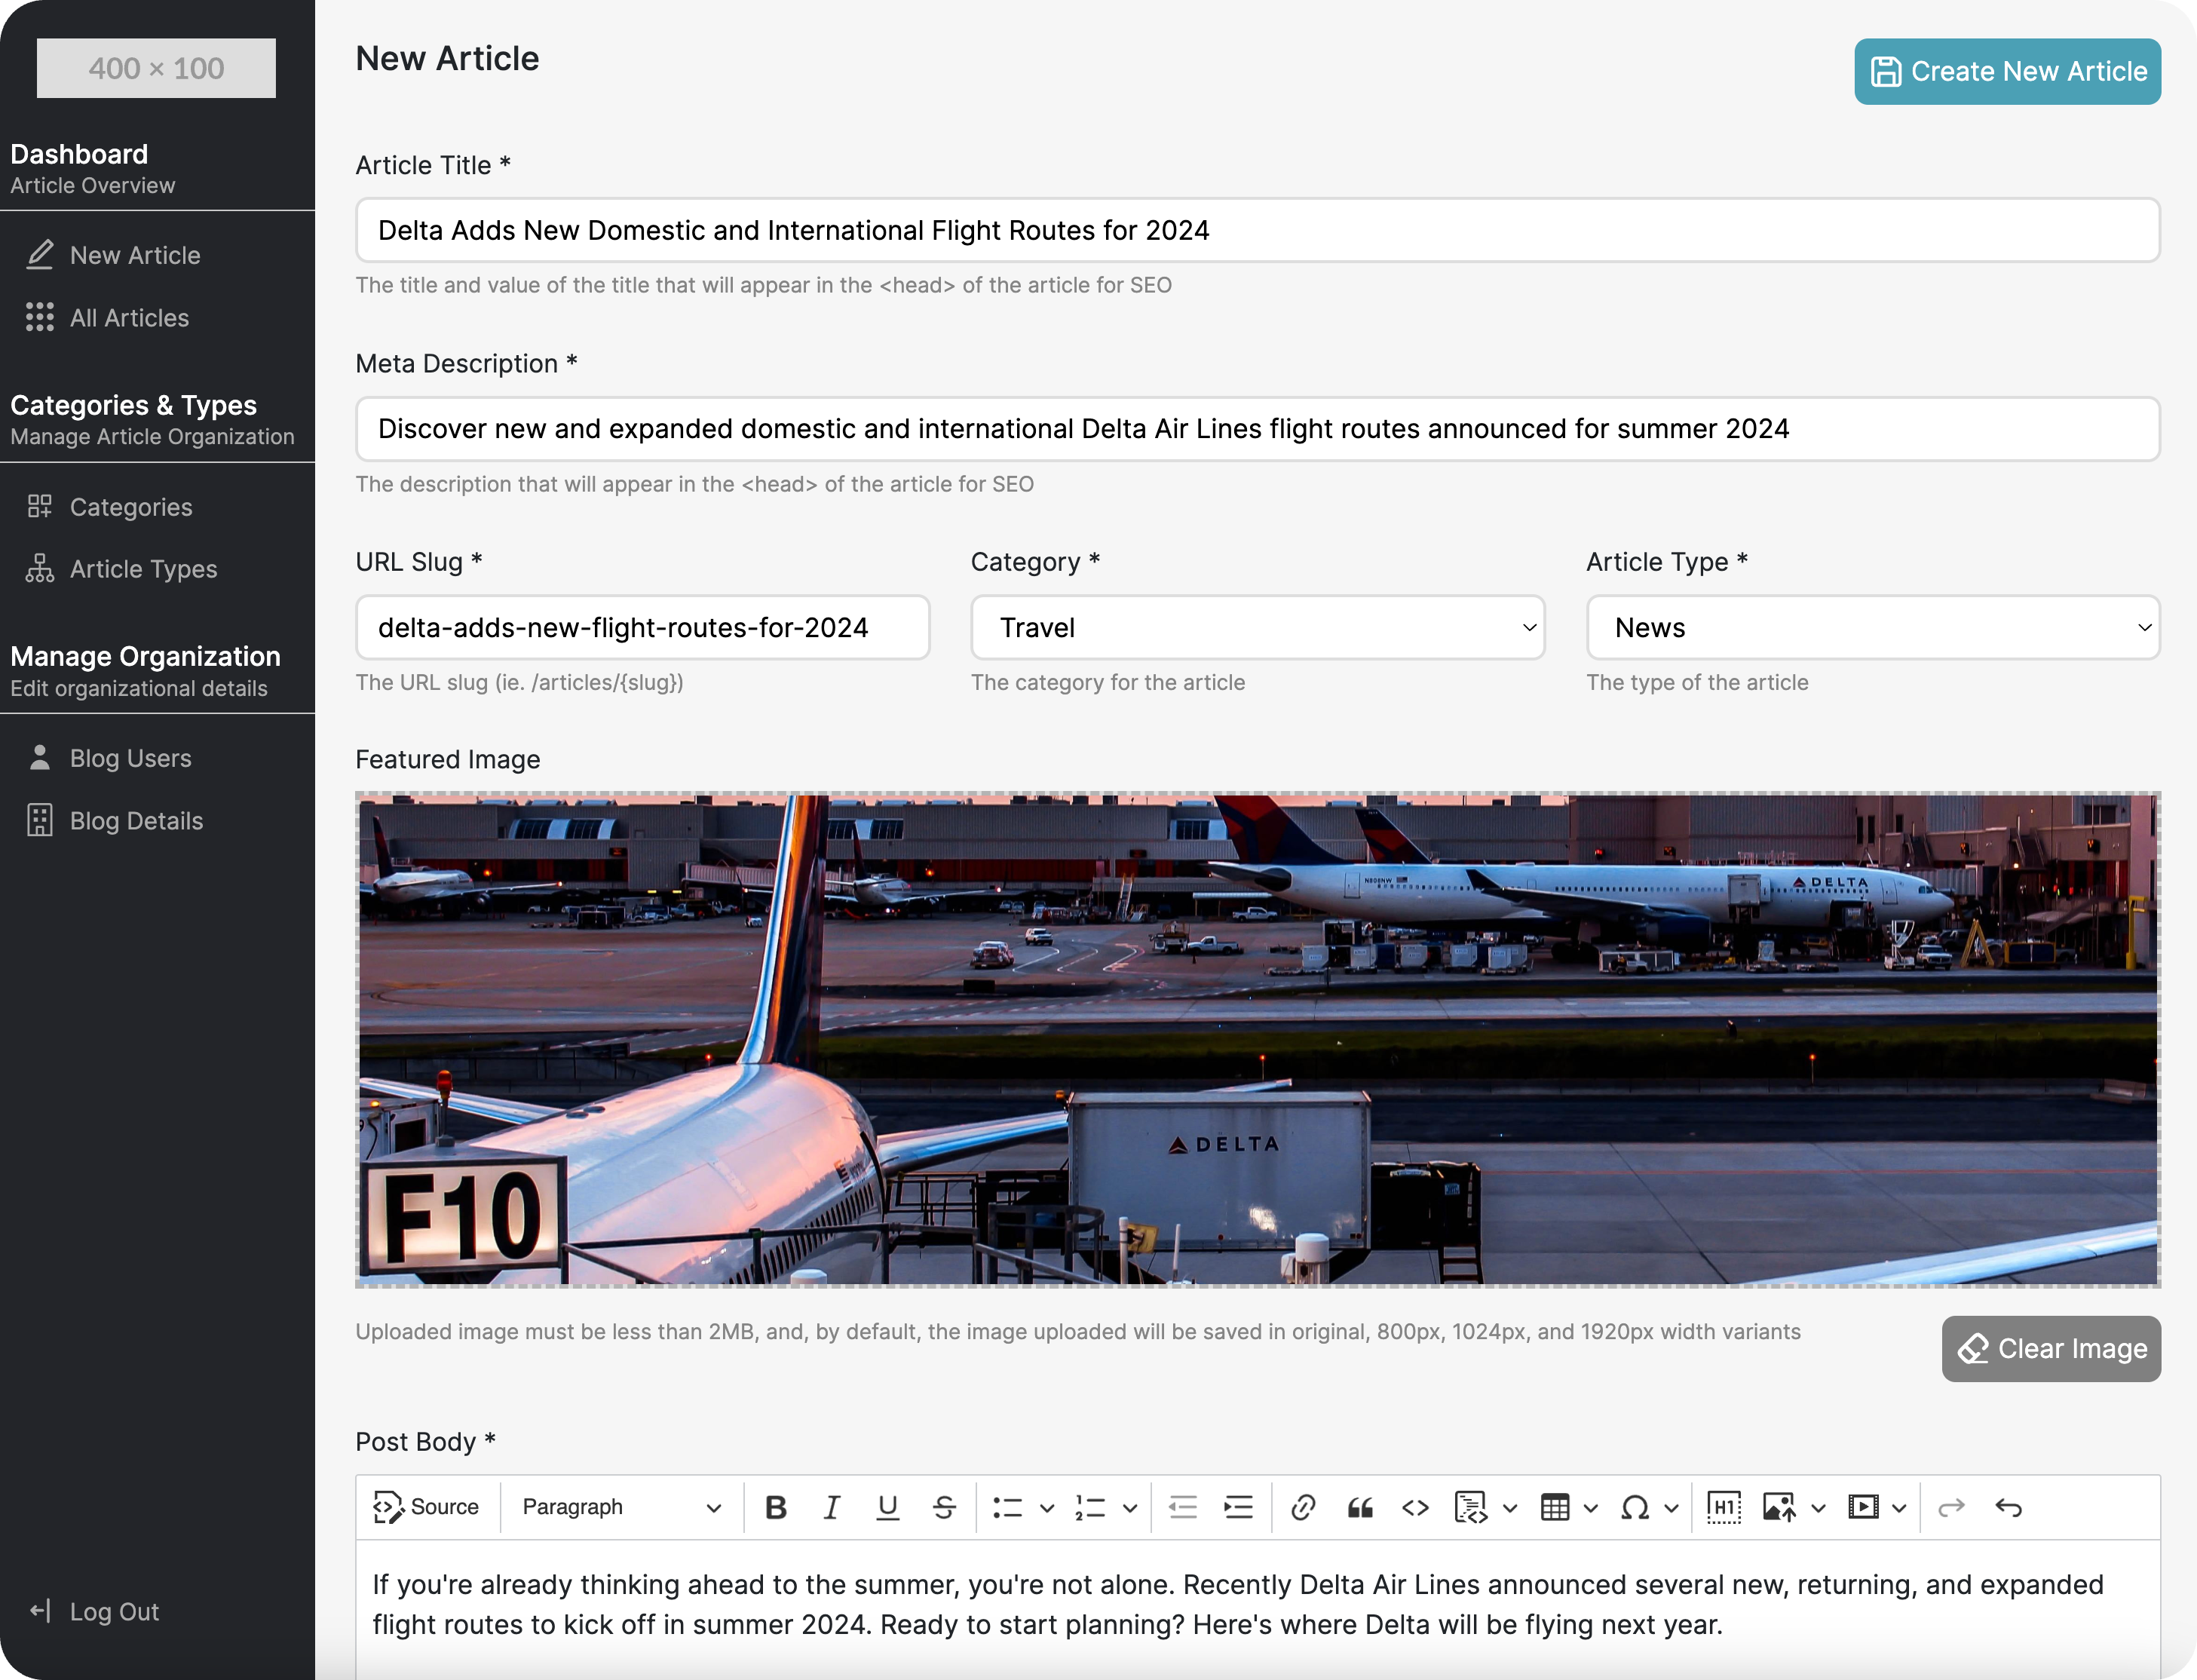 400 × 100
Dashboard
Article Overview
New Article
All Articles
Categories & Types
Manage Article Organization
Categories
Article Types
Manage Organization
Edit organizational details
Blog Users
Blog Details
Log Out
New Article
Create New Article
Article Title *
Delta Adds New Domestic and International Flight Routes for 2024
The title and value of the title that will appear in the <head> of the article for SEO
Meta Description *
Discover new and expanded domestic and international Delta Air Lines flight routes announced for summer 2024
The description that will appear in the <head> of the article for SEO
URL Slug *
delta-adds-new-flight-routes-for-2024
The URL slug (ie. /articles/{slug})
Category *
Travel
The category for the article
Article Type *
News
The type of the article
Featured Image
DELTA
DELTA
F10
Uploaded image must be less than 2MB, and, by default, the image uploaded will be saved in original, 800px, 1024px, and 1920px width variants
Clear Image
Post Body *
Source Paragraph B I U S H1
If you're already thinking ahead to the summer, you're not alone. Recently Delta Air Lines announced several new, returning, and expanded
flight routes to kick off in summer 2024. Ready to start planning? Here's where Delta will be flying next year.